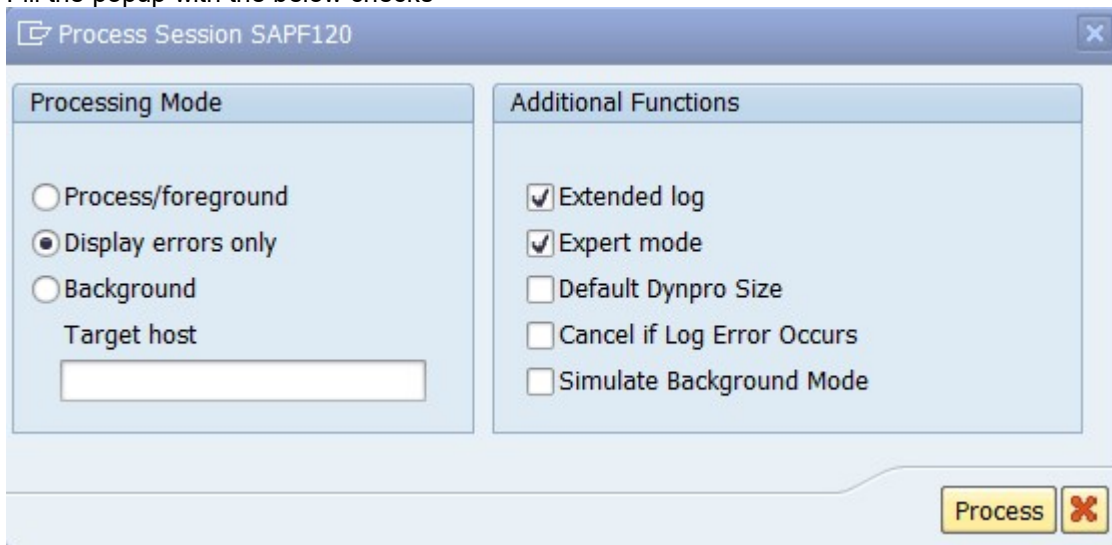 Fill the popup with the below checks
Process Session SAPF120
Processing Mode
Process/foreground
Display errors only
Background
Target host
Additional Functions
Extended log
Expert mode
Default Dynpro Size
Cancel if Log Error Occurs
Simulate Background Mode
Process